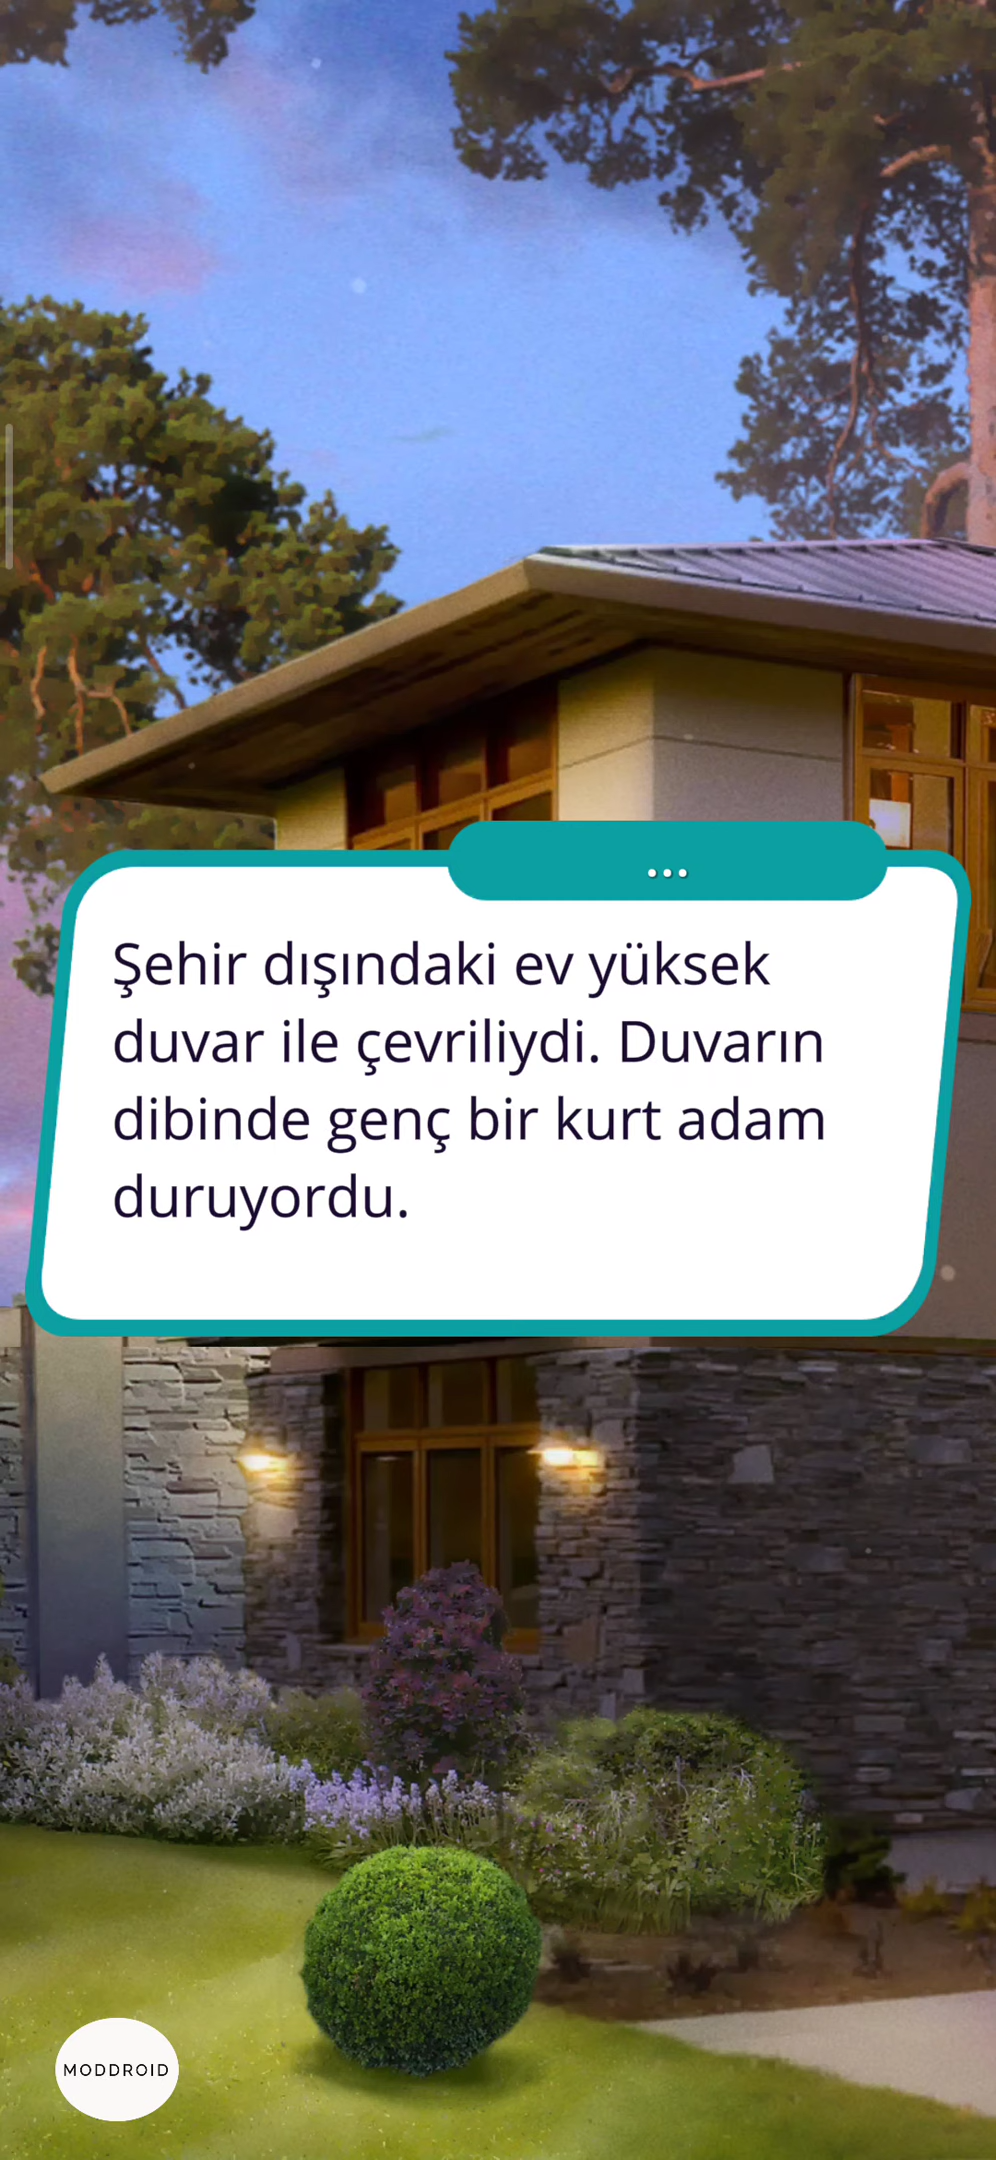 ...
Şehir dışındaki ev yüksek
duvar ile çevriliydi. Duvarın
dibinde genç bir kurt adam
duruyordu.
MODDROID